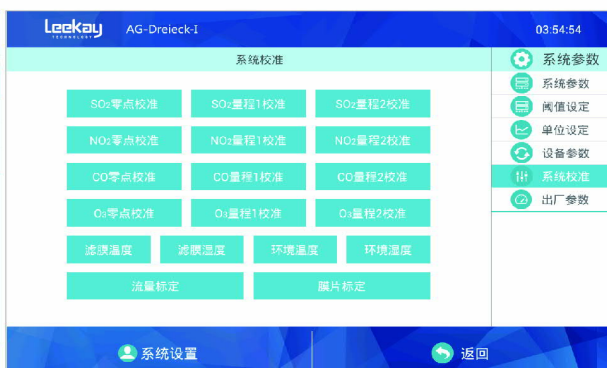 Leekay
TECHNOLOGY
AG-Dreieck-I
03:54:54
系统校准
SO₂零点校准 SO₂量程1校准 SO₂量程2校准
NO₂零点校准 NO₂量程1校准 NO₂量程2校准
CO零点校准 CO量程1校准 CO量程2校准
O₃零点校准 O₃量程1校准 O₃量程2校准
滤膜温度 滤膜湿度 环境温度 环境湿度
流量标定 膜片标定
系统参数
系统参数
阈值设定
单位设定
设备参数
系统校准
出厂参数
系统设置
返回